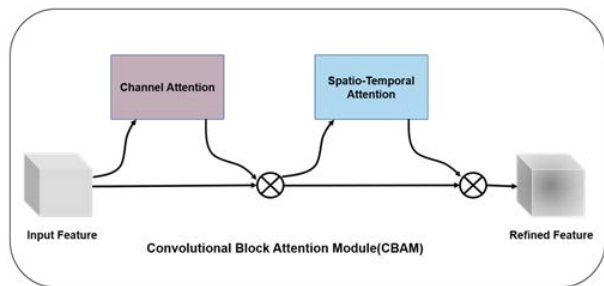 Channel Attention
Spatio-Temporal
Attention
Input Feature
Refined Feature
Convolutional Block Attention Module(CBAM)